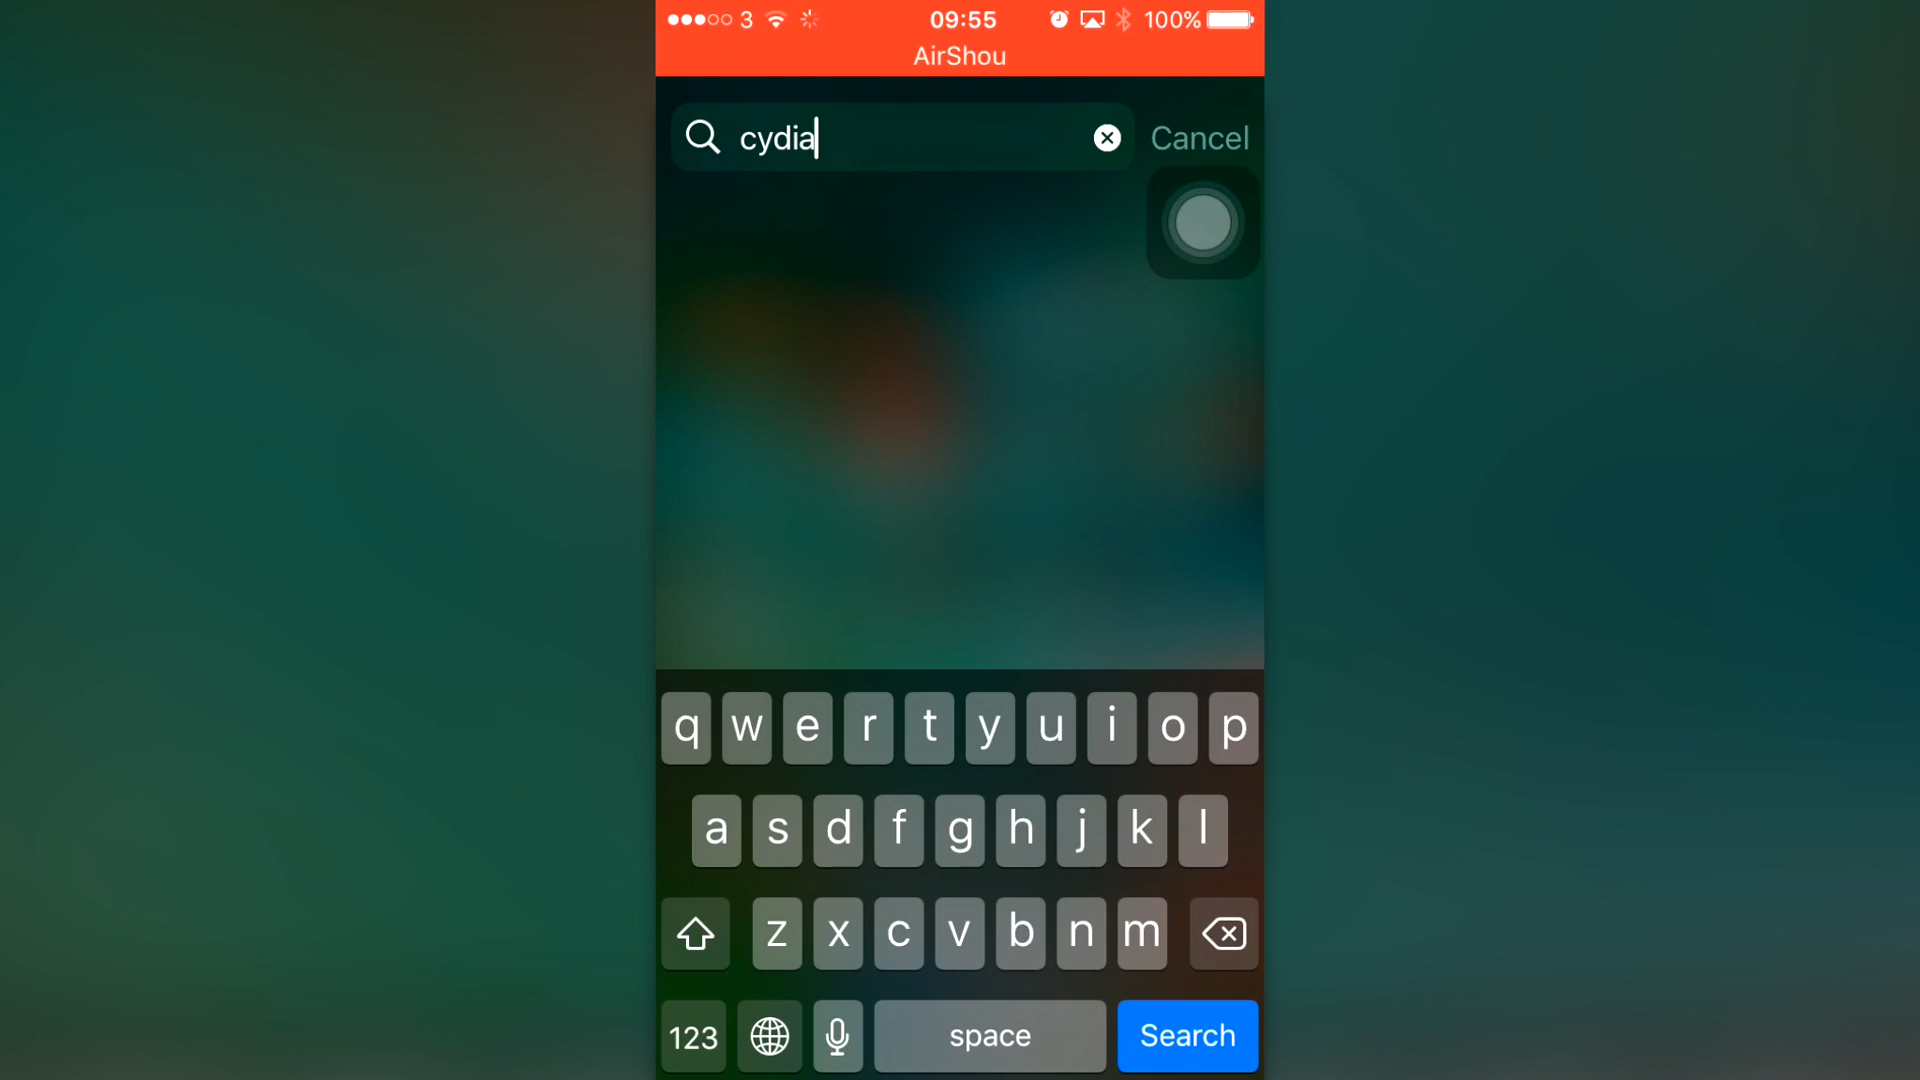 3 09:55 100%
AirShou
cydia Cancel
q w e r t y u i o p
a s d f g h j k l
z x c v b n m
123 space Search